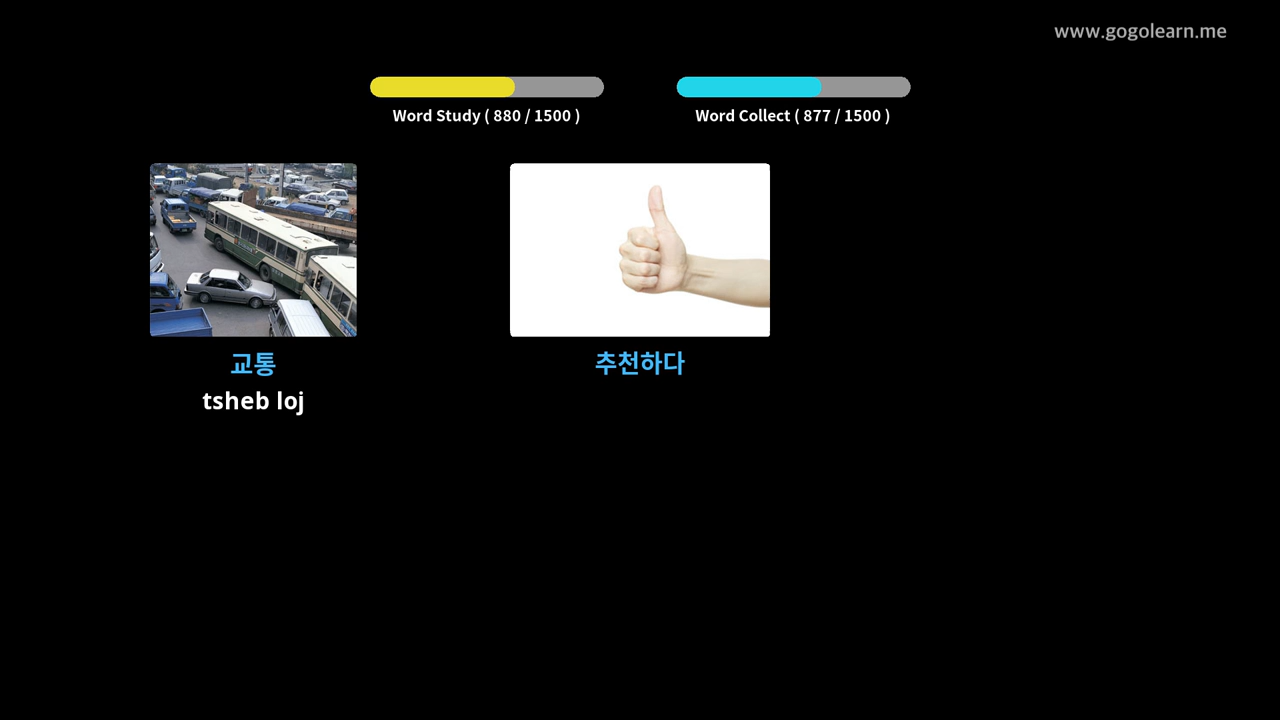 www.gogolearn.me
Word Study ( 880 / 1500 )
Word Collect ( 877 / 1500 )
교통
tsheb loj
추천하다